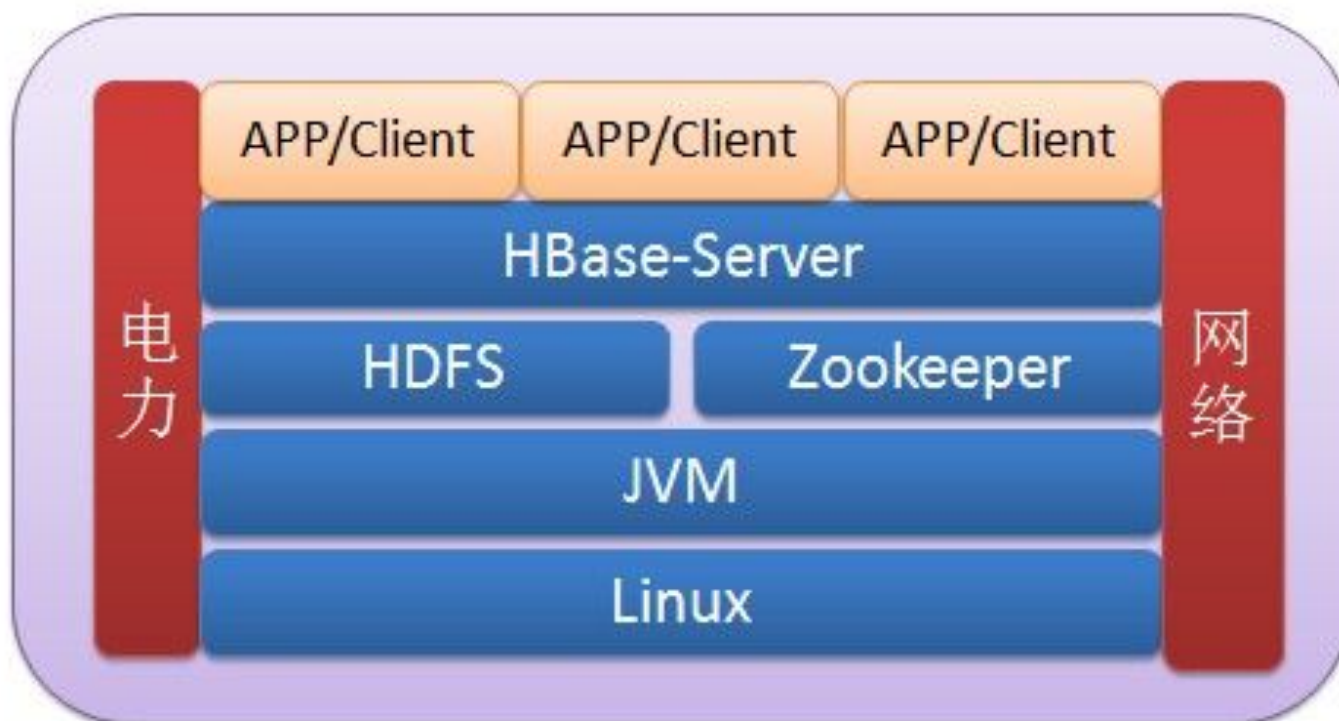 APP/Client
APP/Client
APP/Client
HBase-Server
电力
网络
HDFS
Zookeeper
JVM
Linux